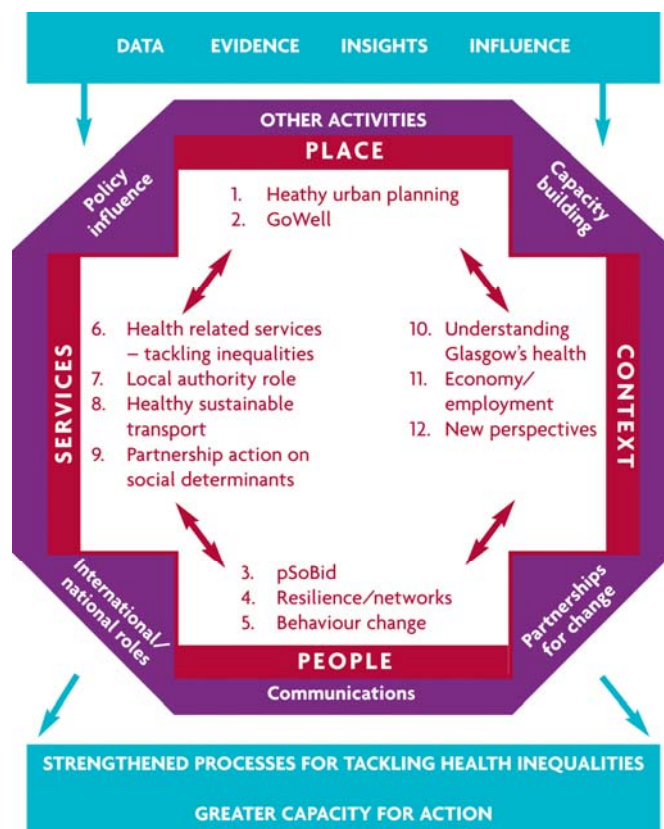 DATA EVIDENCE INSIGHTS INFLUENCE
OTHER ACTIVITIES
PLACE
Policy
influence
Capacity
building
1. Heathy urban planning
2. GoWell
SERVICES
6. Health related services
– tackling inequalities
7. Local authority role
8. Healthy sustainable
transport
9. Partnership action on
social determinants
10. Understanding
Glasgow's health
11. Economy/
employment
12. New perspectives
CONTEXT
3. pSoBid
4. Resilience/networks
5. Behaviour change
International/
national roles
Partnerships
for change
PEOPLE
Communications
STRENGTHENED PROCESSES FOR TACKLING HEALTH INEQUALITIES
GREATER CAPACITY FOR ACTION